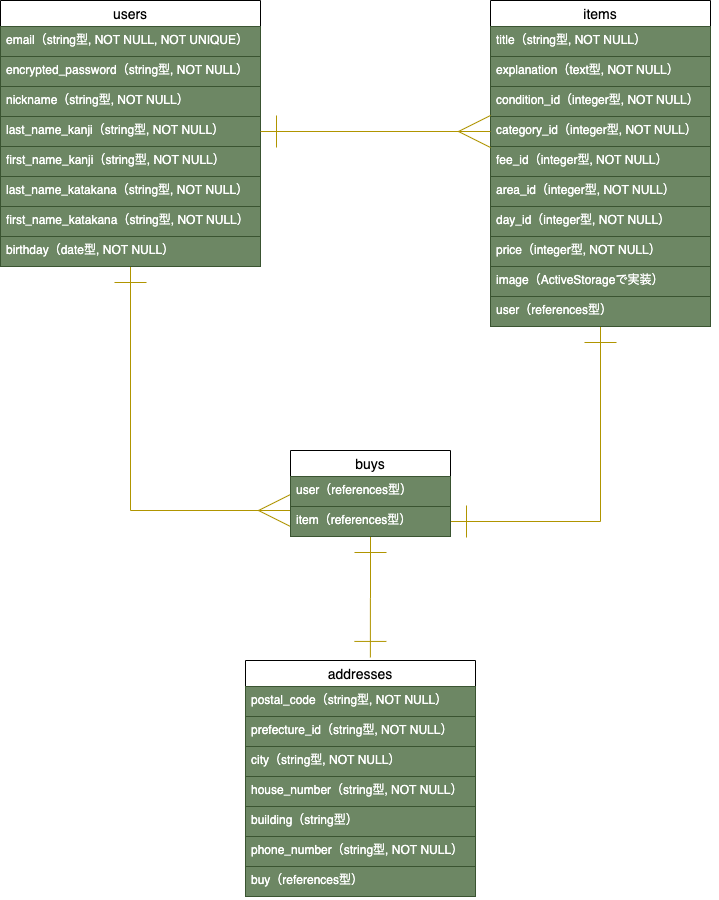 users
email（string型, NOT NULL, NOT UNIQUE）
encrypted_password（string型, NOT NULL）
nickname（string型, NOT NULL）
last_name_kanji（string型, NOT NULL）
first_name_kanji（string型, NOT NULL）
last_name_katakana（string型, NOT NULL）
first_name_katakana（string型, NOT NULL）
birthday（date型, NOT NULL）
items
title（string型, NOT NULL）
explanation（text型, NOT NULL）
condition_id（integer型, NOT NULL）
category_id（integer型, NOT NULL）
fee_id（integer型, NOT NULL）
area_id（integer型, NOT NULL）
day_id（integer型, NOT NULL）
price（integer型, NOT NULL）
image（ActiveStorageで実装）
user（references型）
buys
user（references型）
item（references型）
addresses
postal_code（string型, NOT NULL）
prefecture_id（string型, NOT NULL）
city（string型, NOT NULL）
house_number（string型, NOT NULL）
building（string型）
phone_number（string型, NOT NULL）
buy（references型）